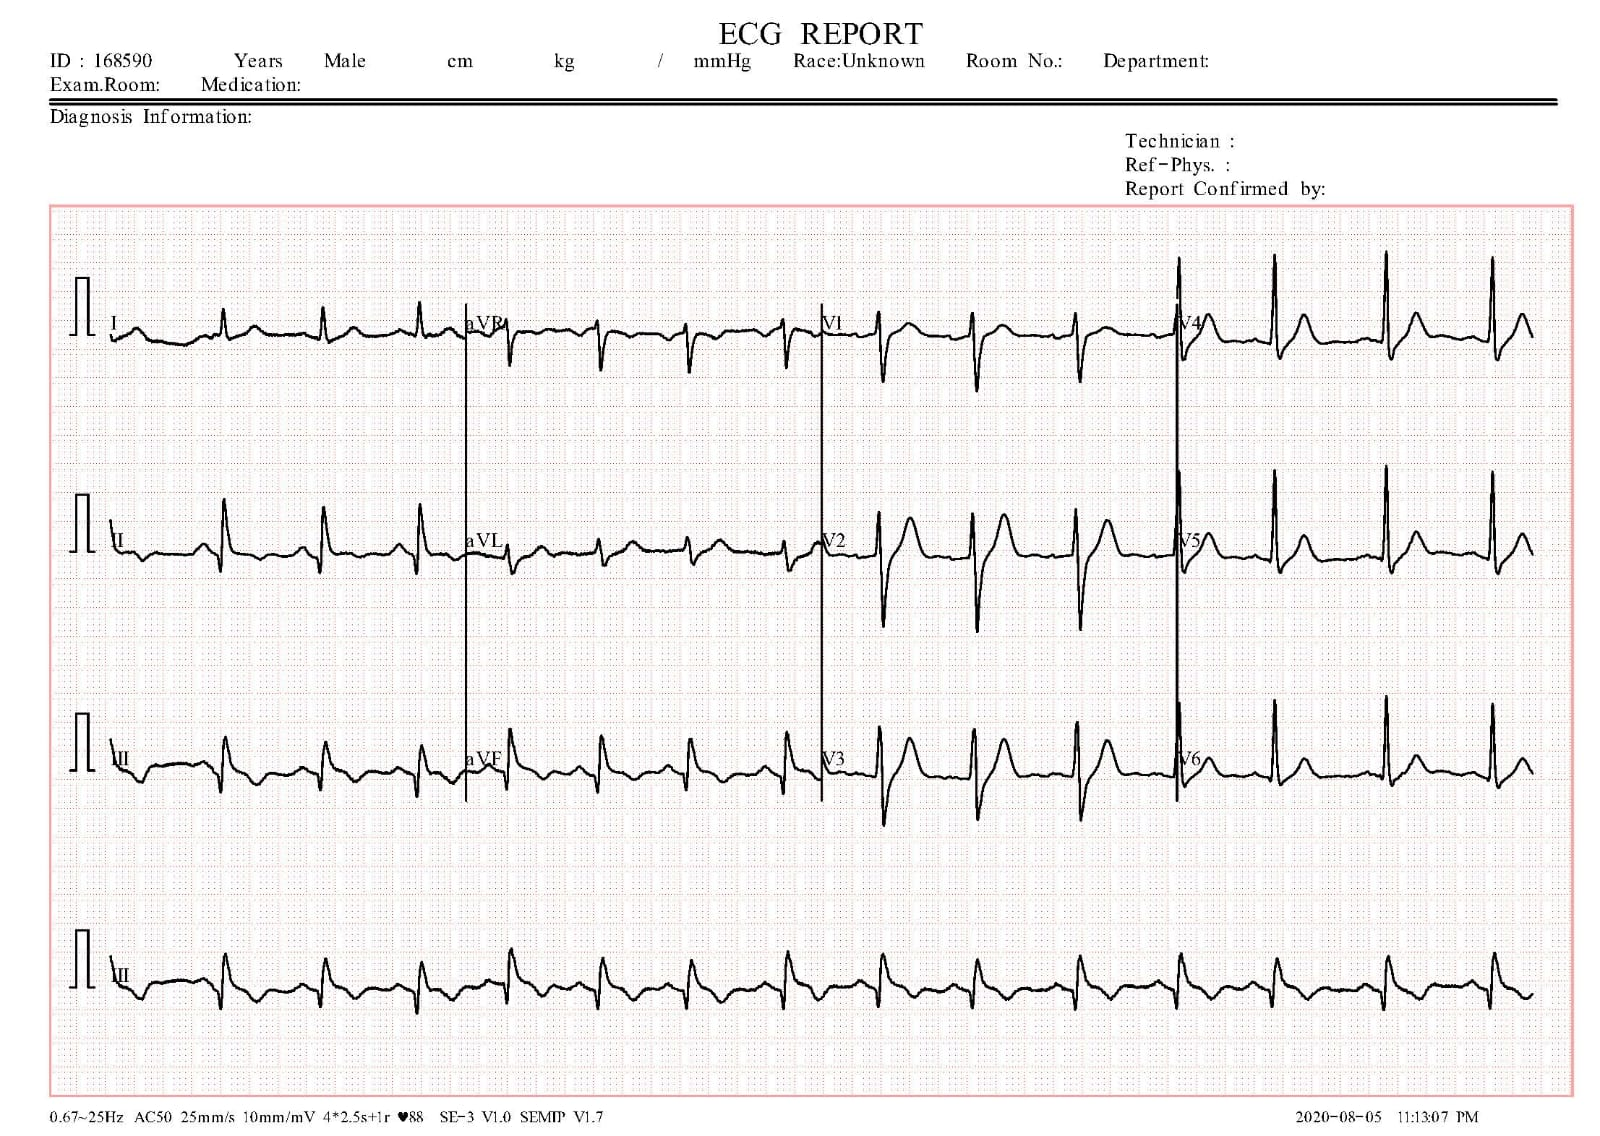 ECG REPORT
ID : 168590 Years Male cm kg / mmHg Race:Unknown Room No.: Department:
Exam.Room: Medication:
Diagnosis Information:
Technician :
Ref-Phys. :
Report Confirmed by:
I aVR V1 V4
II aVL V2 V5
III aVF V3 V6
III
0.67~25Hz AC50 25mm/s 10mm/mV 4*2.5s+1r ♥88 SE-3 V1.0 SEMIP V1.7 2020-08-05 11:13:07 PM